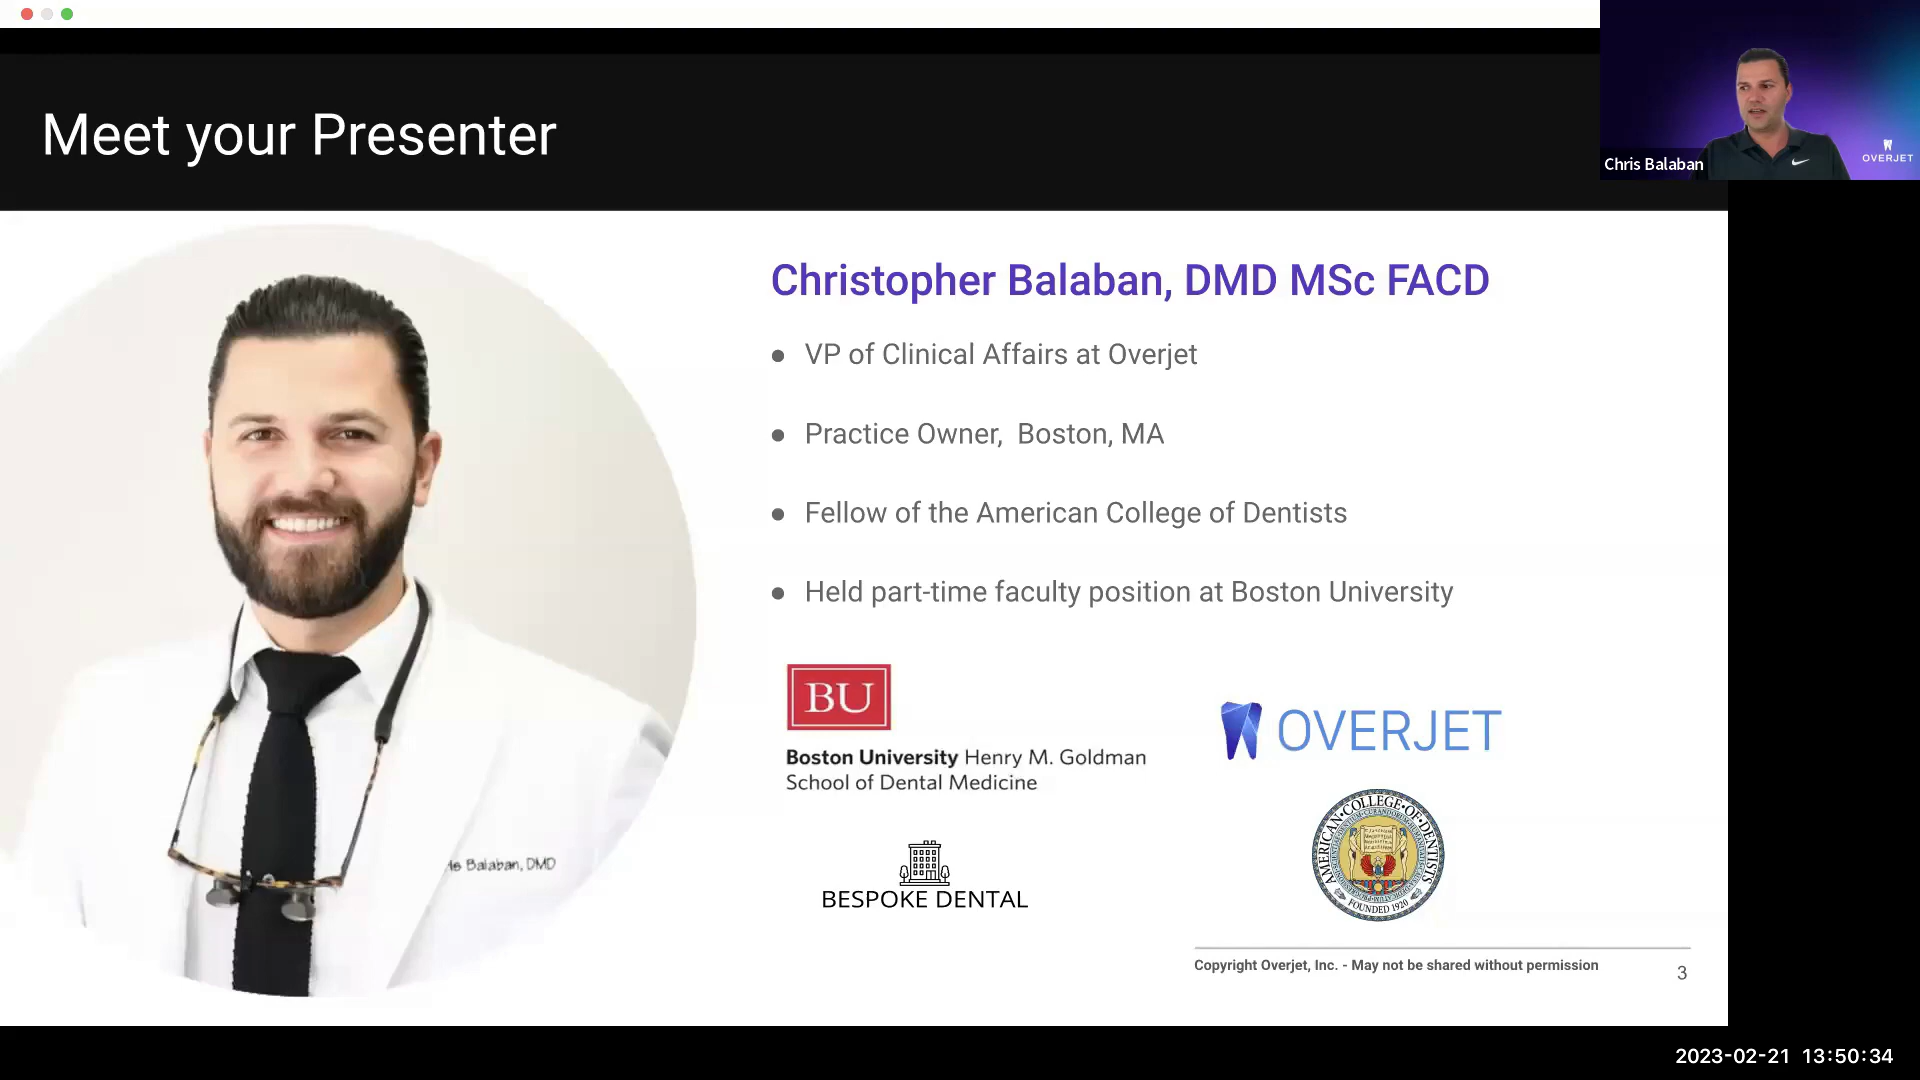 Meet your Presenter
Chris Balaban
OVERJET
Christopher Balaban, DMD MSc FACD
VP of Clinical Affairs at Overjet
Practice Owner, Boston, MA
Fellow of the American College of Dentists
Held part-time faculty position at Boston University
BU
Boston University Henry M. Goldman
School of Dental Medicine
OVERJET
is Balaban, DMD
BESPOKE DENTAL
AMERICAN·COLLEGE·OF·DENTISTS
FOUNDED 1920
Copyright Overjet, Inc. - May not be shared without permission
3
2023-02-21 13:50:34